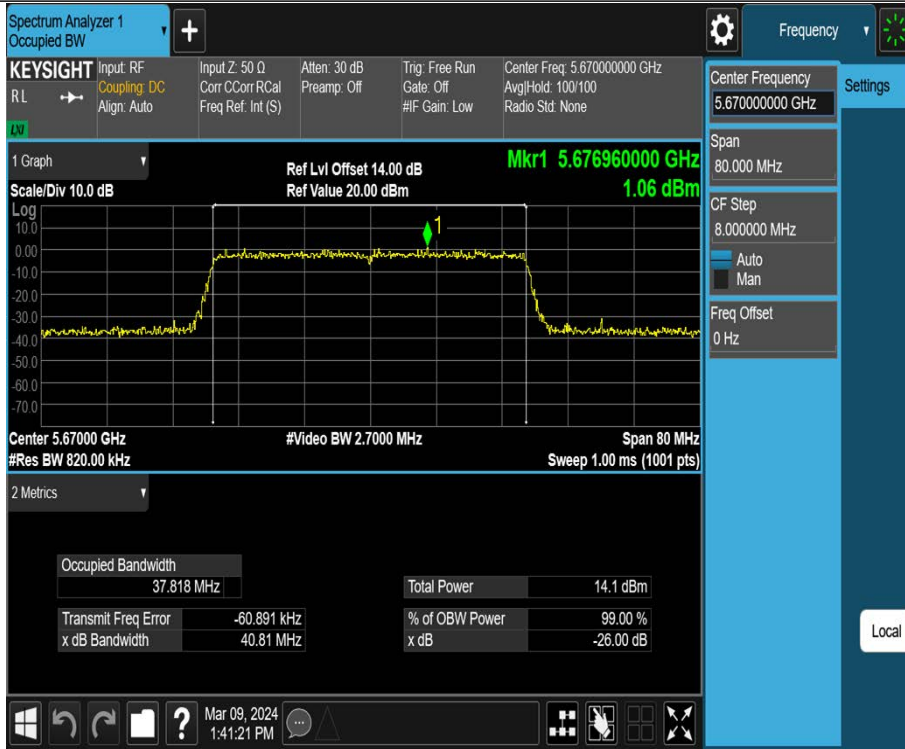 Spectrum Analyzer 1
Occupied BW
+
Frequency
KEYSIGHT
R L
LXI
Input: RF
Coupling: DC
Align: Auto
Input Z: 50 Ω
Corr CCorr RCal
Freq Ref: Int (S)
Atten: 30 dB
Preamp: Off
Trig: Free Run
Gate: Off
#IF Gain: Low
Center Freq: 5.670000000 GHz
Avg|Hold: 100/100
Radio Std: None
Center Frequency
5.670000000 GHz
Settings
Span
80.000 MHz
CF Step
8.000000 MHz
Auto
Man
Freq Offset
0 Hz
Local
1 Graph
Scale/Div 10.0 dB
Ref Lvl Offset 14.00 dB
Ref Value 20.00 dBm
Mkr1 5.676960000 GHz
1.06 dBm
Log
10.0
0.00
-10.0
-20.0
-30.0
-40.0
-50.0
-60.0
-70.0
1
Center 5.67000 GHz
#Video BW 2.7000 MHz
Span 80 MHz
#Res BW 820.00 kHz
Sweep 1.00 ms (1001 pts)
2 Metrics
Occupied Bandwidth
37.818 MHz
Total Power 14.1 dBm
Transmit Freq Error -60.891 kHz
% of OBW Power 99.00 %
x dB Bandwidth 40.81 MHz
x dB -26.00 dB
?
Mar 09, 2024
1:41:21 PM